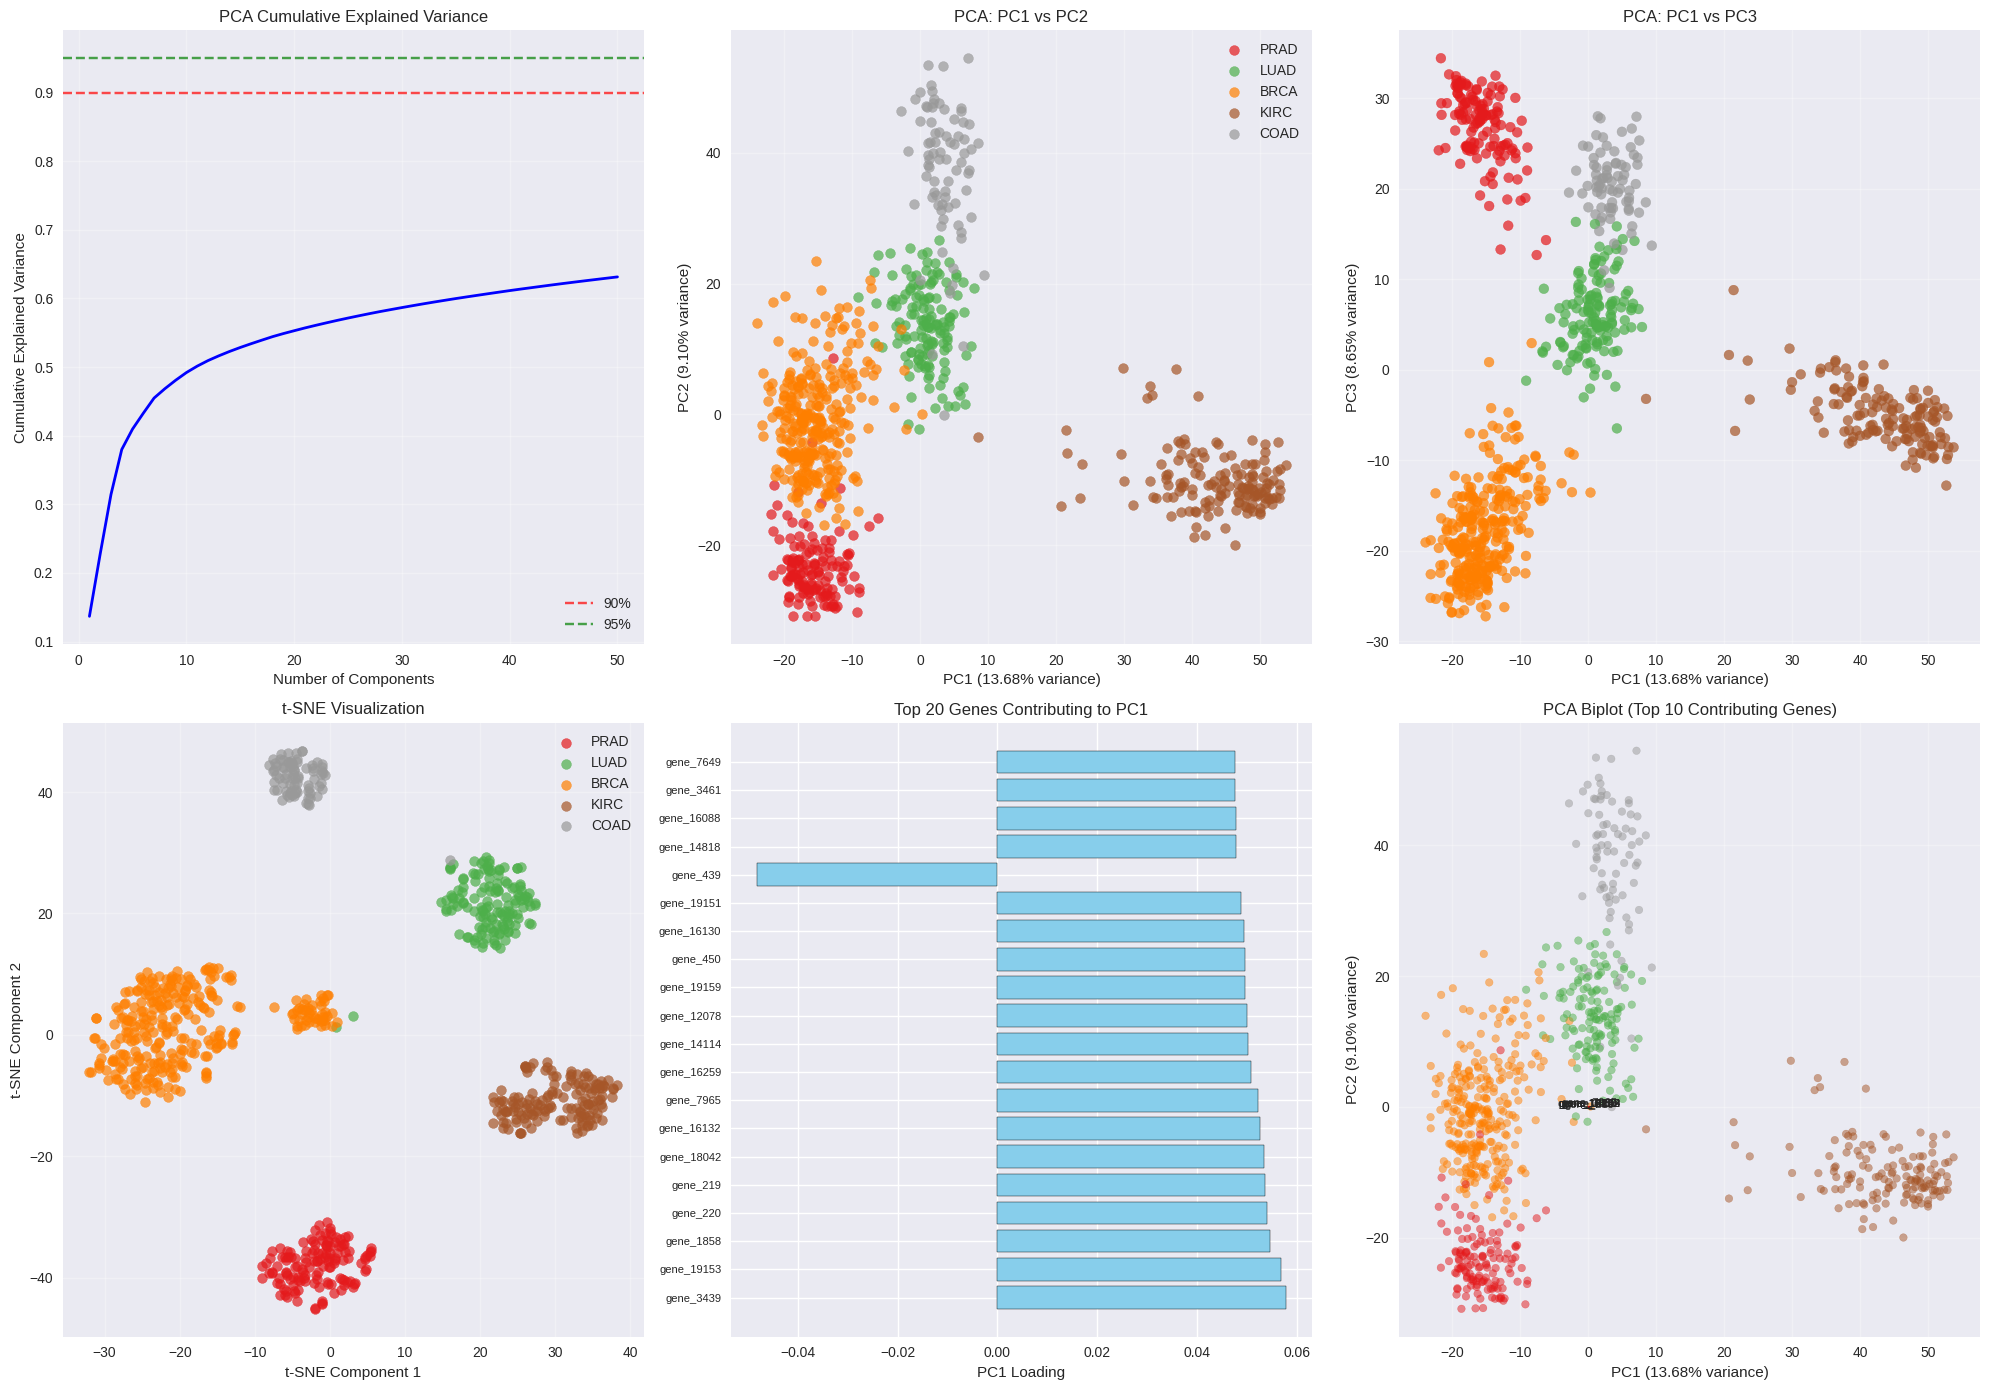 PCA Cumulative Explained Variance
Cumulative Explained Variance
0.9
0.8
0.7
0.6
0.5
0.4
0.3
0.2
0.1
0
10
20
30
40
50
Number of Components
90%
95%
PCA: PC1 vs PC2
PC2 (9.10% variance)
40
20
0
−20
−20
−10
0
10
20
30
40
50
PC1 (13.68% variance)
PRAD
LUAD
BRCA
KIRC
COAD
PCA: PC1 vs PC3
PC3 (8.65% variance)
30
20
10
0
−10
−20
−30
−20
−10
0
10
20
30
40
50
PC1 (13.68% variance)
t-SNE Visualization
t-SNE Component 2
40
20
0
−20
−40
−30
−20
−10
0
10
20
30
40
t-SNE Component 1
PRAD
LUAD
BRCA
KIRC
COAD
Top 20 Genes Contributing to PC1
gene_7649
gene_3461
gene_16088
gene_14818
gene_439
gene_19151
gene_16130
gene_450
gene_19159
gene_12078
gene_14114
gene_16259
gene_7965
gene_16132
gene_18042
gene_219
gene_220
gene_1858
gene_19153
gene_3439
−0.04
−0.02
0.00
0.02
0.04
0.06
PC1 Loading
PCA Biplot (Top 10 Contributing Genes)
PC2 (9.10% variance)
40
20
0
−20
−20
−10
0
10
20
30
40
50
PC1 (13.68% variance)